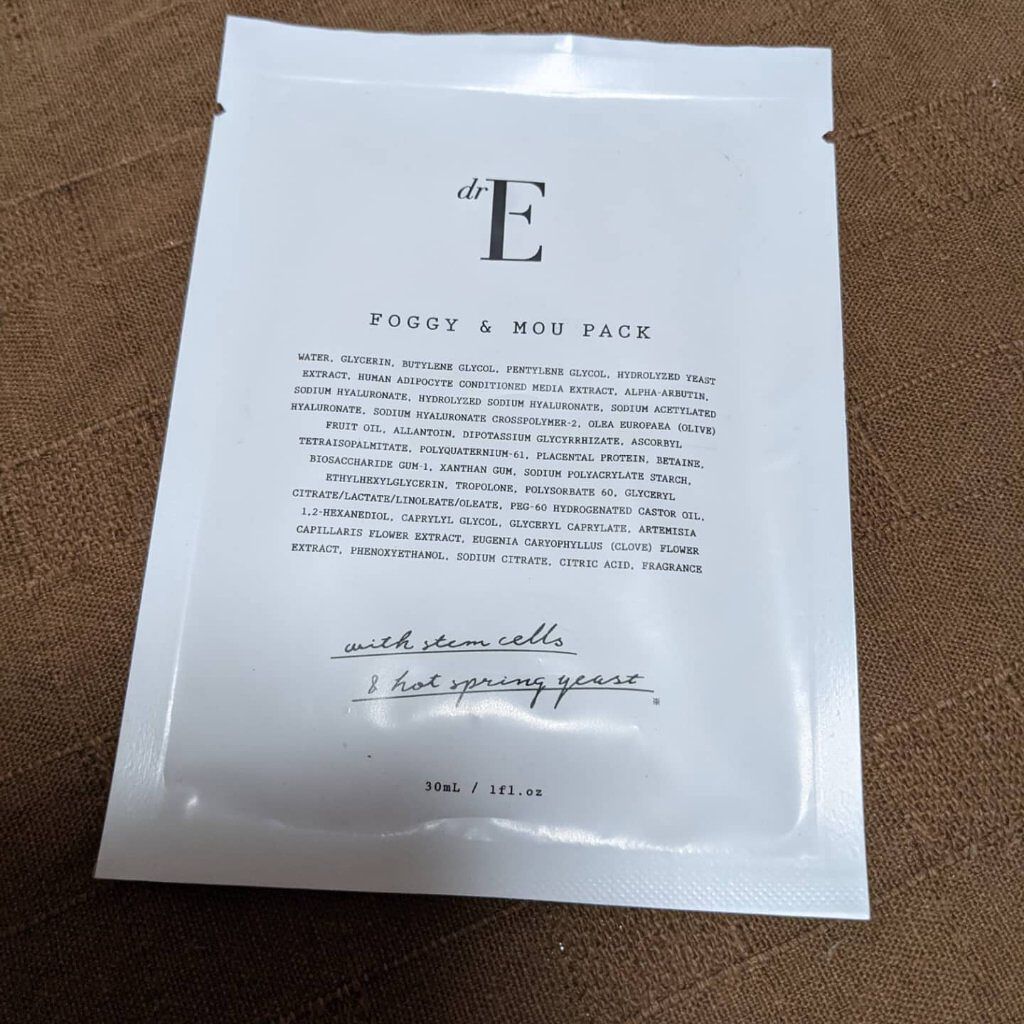 dr E
FOGGY & MOU PACK
WATER, GLYCERIN, BUTYLENE GLYCOL, PENTYLENE GLYCOL, HYDROLYZED YEAST
EXTRACT, HUMAN ADIPOCYTE CONDITIONED MEDIA EXTRACT, ALPHA-ARBUTIN,
SODIUM HYALURONATE, HYDROLYZED SODIUM HYALURONATE, SODIUM ACETYLATED
HYALURONATE, SODIUM HYALURONATE CROSSPOLYMER-2, OLEA EUROPAEA (OLIVE)
FRUIT OIL, ALLANTOIN, DIPOTASSIUM GLYCYRRHIZATE, ASCORBYL
TETRAISOPALMITATE, POLYQUATERNIUM-61, PLACENTAL PROTEIN, BETAINE,
BIOSACCHARIDE GUM-1, XANTHAN GUM, SODIUM POLYACRYLATE STARCH,
ETHYLHEXYLGLYCERIN, TROPOLONE, POLYSORBATE 60, GLYCERYL
CITRATE/LACTATE/LINOLEATE/OLEATE, PEG-60 HYDROGENATED CASTOR OIL,
1,2-HEXANEDIOL, CAPRYLYL GLYCOL, GLYCERYL CAPRYLATE, ARTEMISIA
CAPILLARIS FLOWER EXTRACT, EUGENIA CARYOPHYLLUS (CLOVE) FLOWER
EXTRACT, PHENOXYETHANOL, SODIUM CITRATE, CITRIC ACID, FRAGRANCE
with stem cells
& hot spring yeast ※
30mL / 1fl.oz